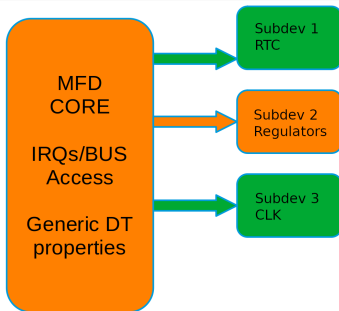 MFD
CORE
IRQs/BUS
Access
Generic DT
properties
Subdev 1
RTC
Subdev 2
Regulators
Subdev 3
CLK